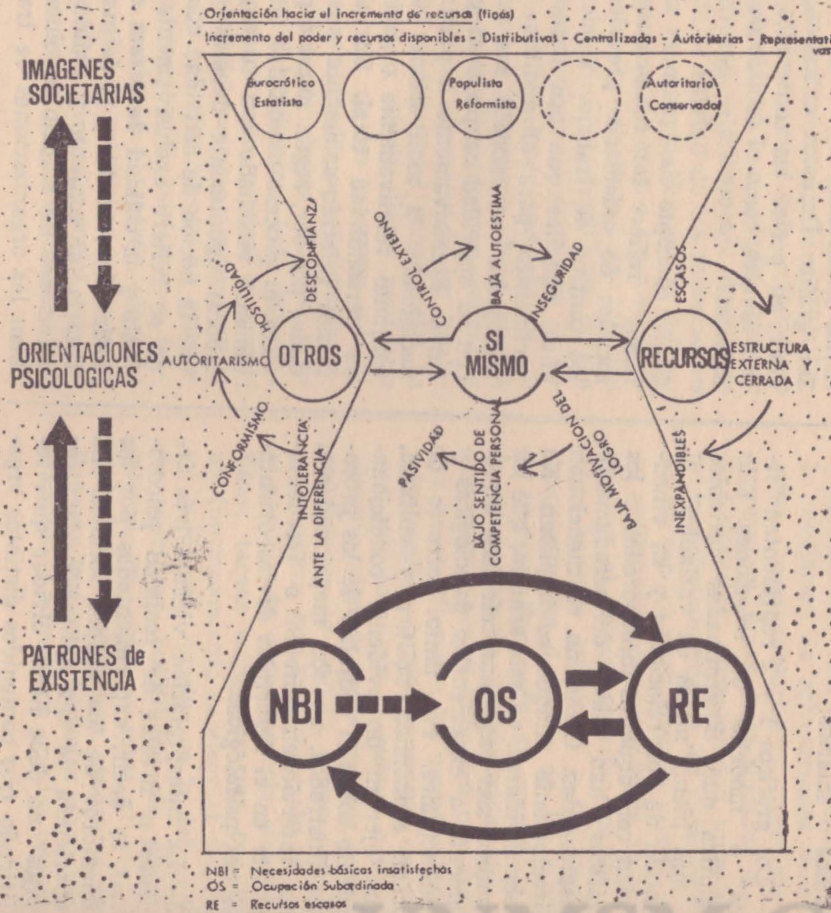 Orientación hacia el incremento de recursos (tipos)
Incremento del poder y recursos disponibles - Distributivas - Centralizadas - Autoritarias - Representati
vas
IMAGENES
SOCIETARIAS
Burocrático
Estatista
Populista
Reformista
Autoritario
Conservador
ORIENTACIONES
PSICOLOGICAS
OTROS
DESCONFIANZA
HOSTILIDAD
AUTORITARISMO
CONFORMISMO
INTOLERANCIA
ANTE LA DIFERENCIA
SI
MISMO
CONTROL EXTERNO
BAJA AUTOESTIMA
INSEGURIDAD
BAJA MOTIVACION DEL
LOGRO
BAJO SENTIDO DE
COMPETENCIA PERSONAL
PASIVIDAD
RECURSOS
ESCASOS
ESTRUCTURA
EXTERNA Y
CERRADA
INEXPANDIBLES
PATRONES de
EXISTENCIA
NBI
OS
RE
NBI = Necesidades básicas insatisfechas
OS = Ocupación Subordinada
RE = Recursos escasos